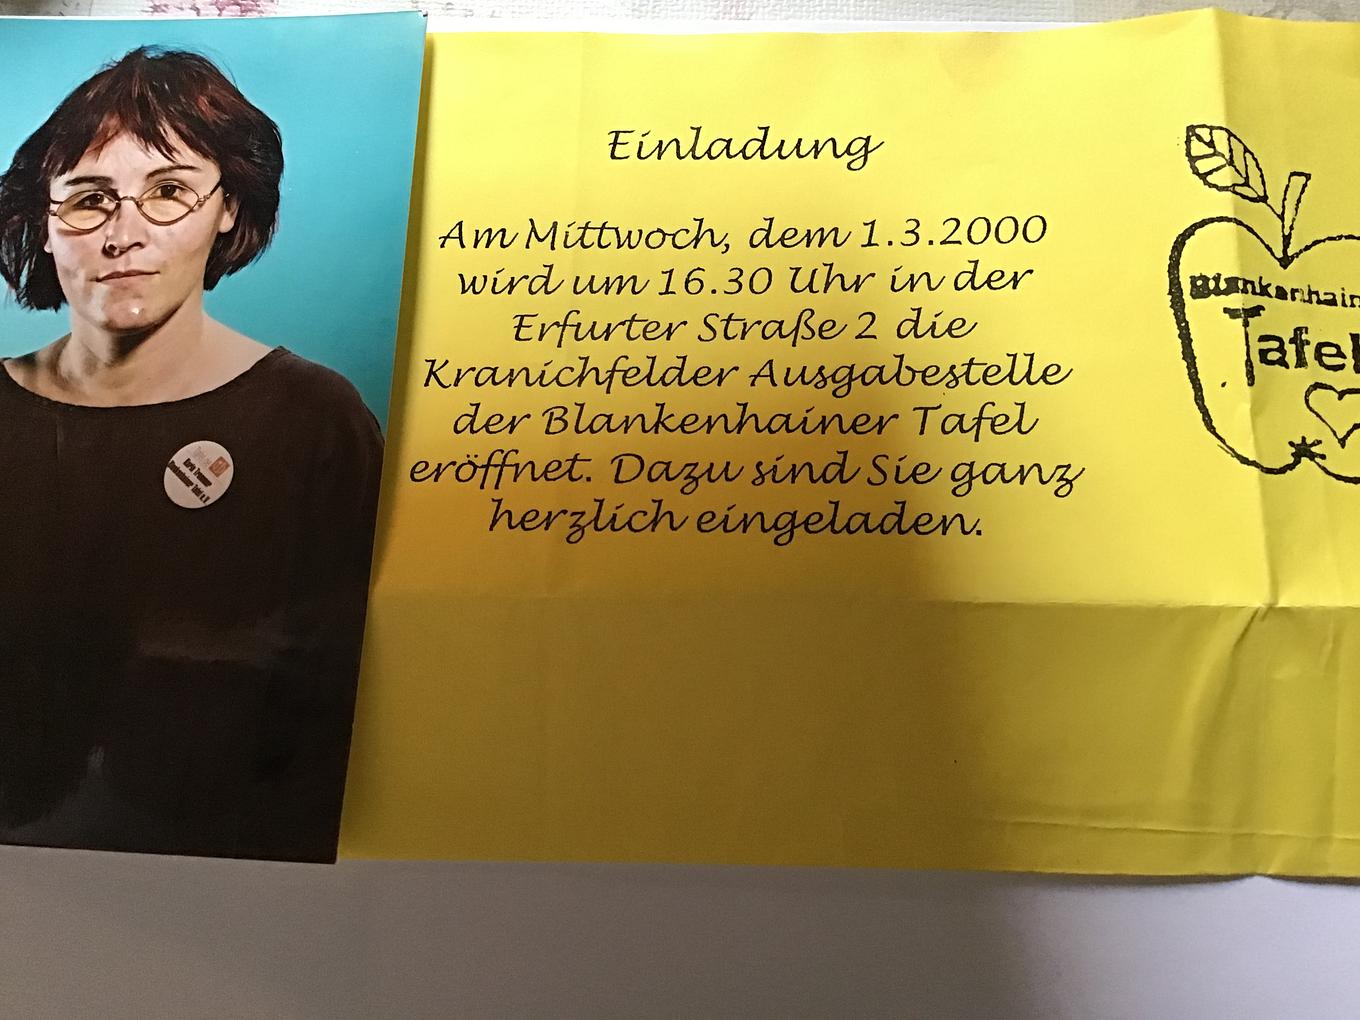 Einladung
Am Mittwoch, dem 1.3.2000
wird um 16.30 Uhr in der
Erfurter Straße 2 die
Kranichfelder Ausgabestelle
der Blankenhainer Tafel
eröffnet. Dazu sind Sie ganz
herzlich eingeladen.
Blankenhain
Tafel